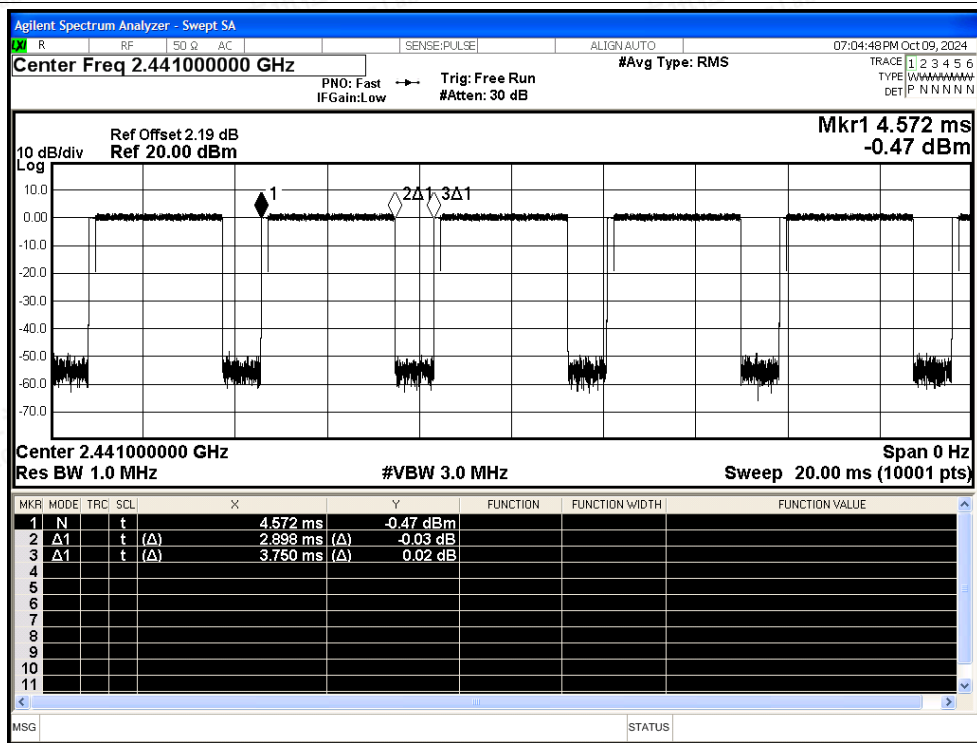 Agilent Spectrum Analyzer - Swept SA
LXI R RF 50 Ω AC SENSE:PULSE ALIGN AUTO 07:04:48 PM Oct 09, 2024
Center Freq 2.441000000 GHz
PNO: Fast
IFGain:Low
Trig: Free Run
#Atten: 30 dB
#Avg Type: RMS
TRACE 1 2 3 4 5 6
TYPE
DET P N N N N N
Mkr1 4.572 ms
-0.47 dBm
Ref Offset 2.19 dB
10 dB/div Ref 20.00 dBm
Log
10.0
1 2Δ1 3Δ1
0.00
-10.0
-20.0
-30.0
-40.0
-50.0
-60.0
-70.0
Center 2.441000000 GHz Span 0 Hz
Res BW 1.0 MHz #VBW 3.0 MHz Sweep 20.00 ms (10001 pts)
MKR MODE TRC SCL X Y FUNCTION FUNCTION WIDTH FUNCTION VALUE
1 N t 4.572 ms -0.47 dBm
2 Δ1 t (Δ) 2.898 ms (Δ) -0.03 dB
3 Δ1 t (Δ) 3.750 ms (Δ) 0.02 dB
4
5
6
7
8
9
10
11
MSG STATUS